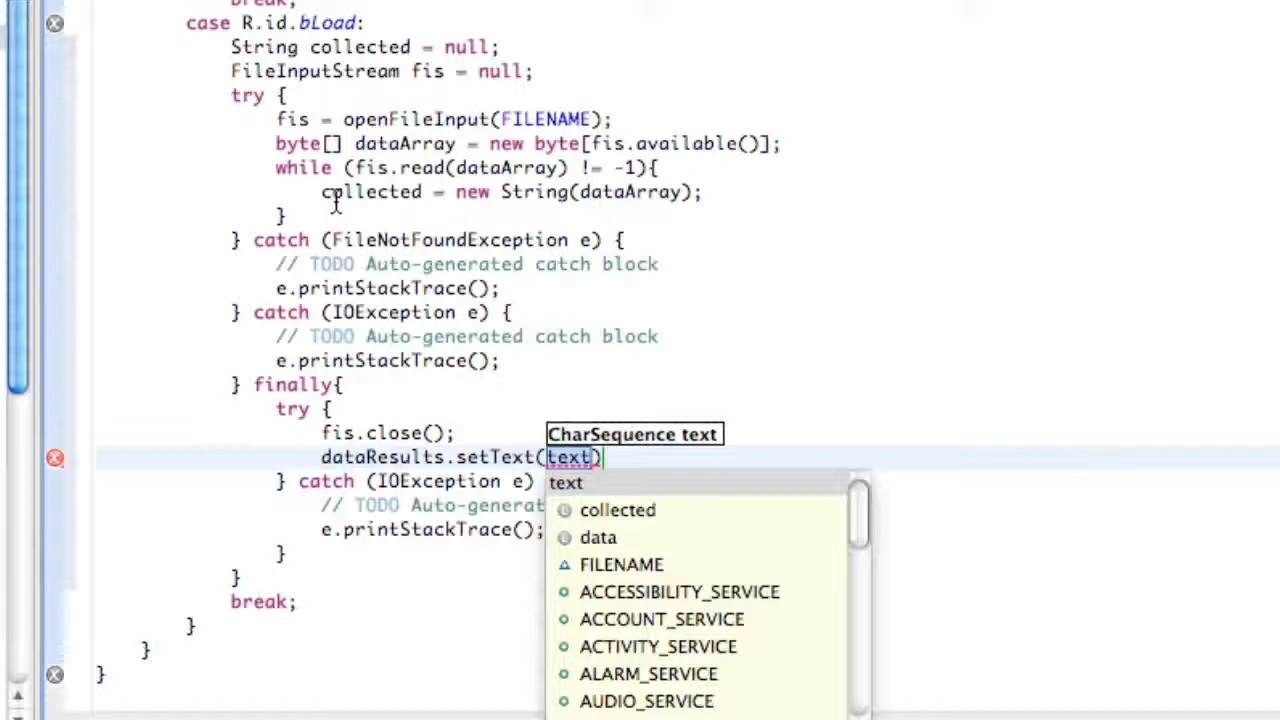 break;
case R.id.bLoad:
String collected = null;
FileInputStream fis = null;
try {
fis = openFileInput(FILENAME);
byte[] dataArray = new byte[fis.available()];
while (fis.read(dataArray) != -1){
collected = new String(dataArray);
}
} catch (FileNotFoundException e) {
// TODO Auto-generated catch block
e.printStackTrace();
} catch (IOException e) {
// TODO Auto-generated catch block
e.printStackTrace();
} finally{
try {
fis.close();
CharSequence text
dataResults.setText(text)
} catch (IOException e)
// TODO Auto-generat
e.printStackTrace();
}
}
break;
}
}
}
text
collected
data
FILENAME
ACCESSIBILITY_SERVICE
ACCOUNT_SERVICE
ACTIVITY_SERVICE
ALARM_SERVICE
AUDIO_SERVICE